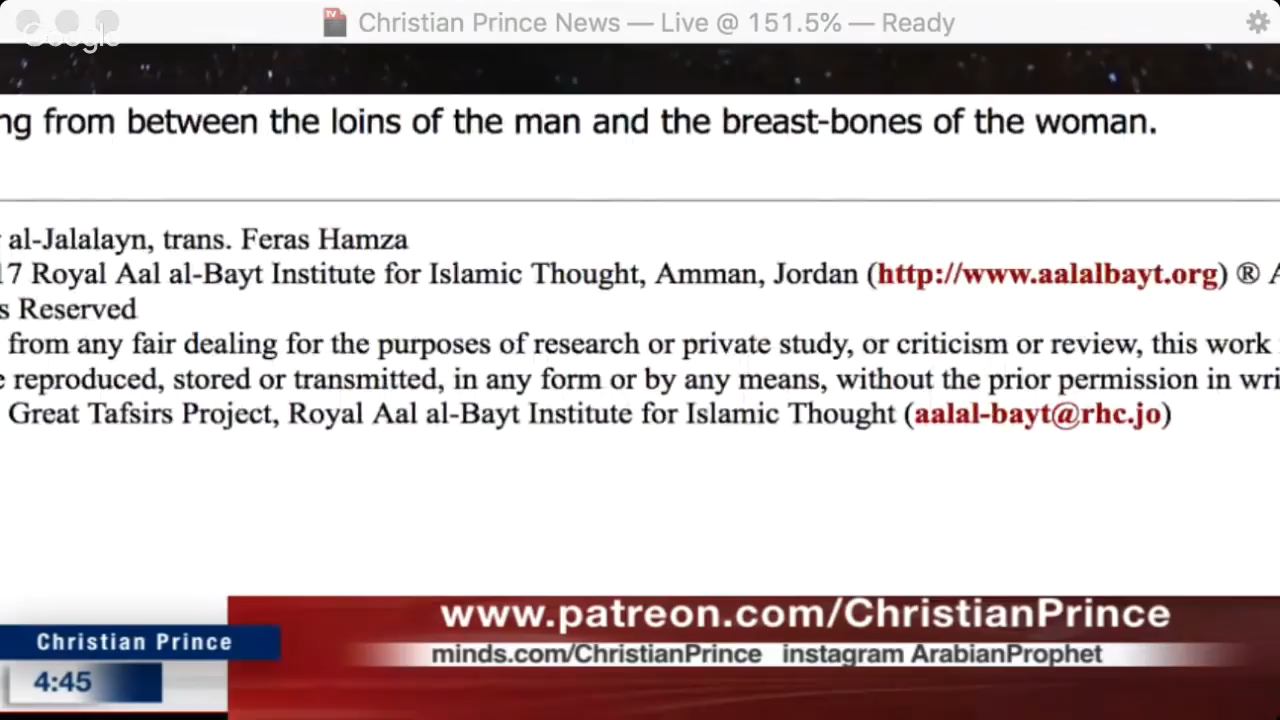 Christian Prince News — Live @ 151.5% — Ready
Google
ng from between the loins of the man and the breast-bones of the woman.
al-Jalalayn, trans. Feras Hamza
17 Royal Aal al-Bayt Institute for Islamic Thought, Amman, Jordan (http://www.aalalbayt.org) ® A
s Reserved
from any fair dealing for the purposes of research or private study, or criticism or review, this work
e reproduced, stored or transmitted, in any form or by any means, without the prior permission in wri
Great Tafsirs Project, Royal Aal al-Bayt Institute for Islamic Thought (aalal-bayt@rhc.jo)
www.patreon.com/ChristianPrince
Christian Prince
minds.com/ChristianPrince instagram ArabianProphet
4:45